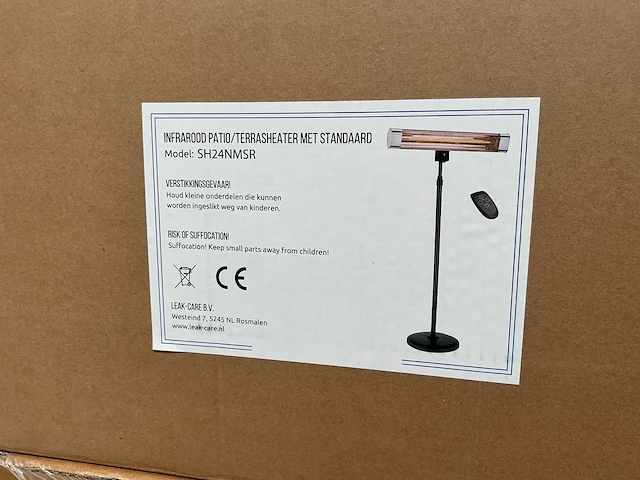 INFRAROOD PATIO/TERRASHEATER MET STANDAARD
Model: SH24NMSR
VERSTIKKINGSGEVAAR!
Houd kleine onderdelen die kunnen
worden ingeslikt weg van kinderen.
RISK OF SUFFOCATION!
Suffocation! Keep small parts away from children!
CE
LEAK-CARE B.V.
Westeind 7, 5245 NL Rosmalen
www.leak-care.nl